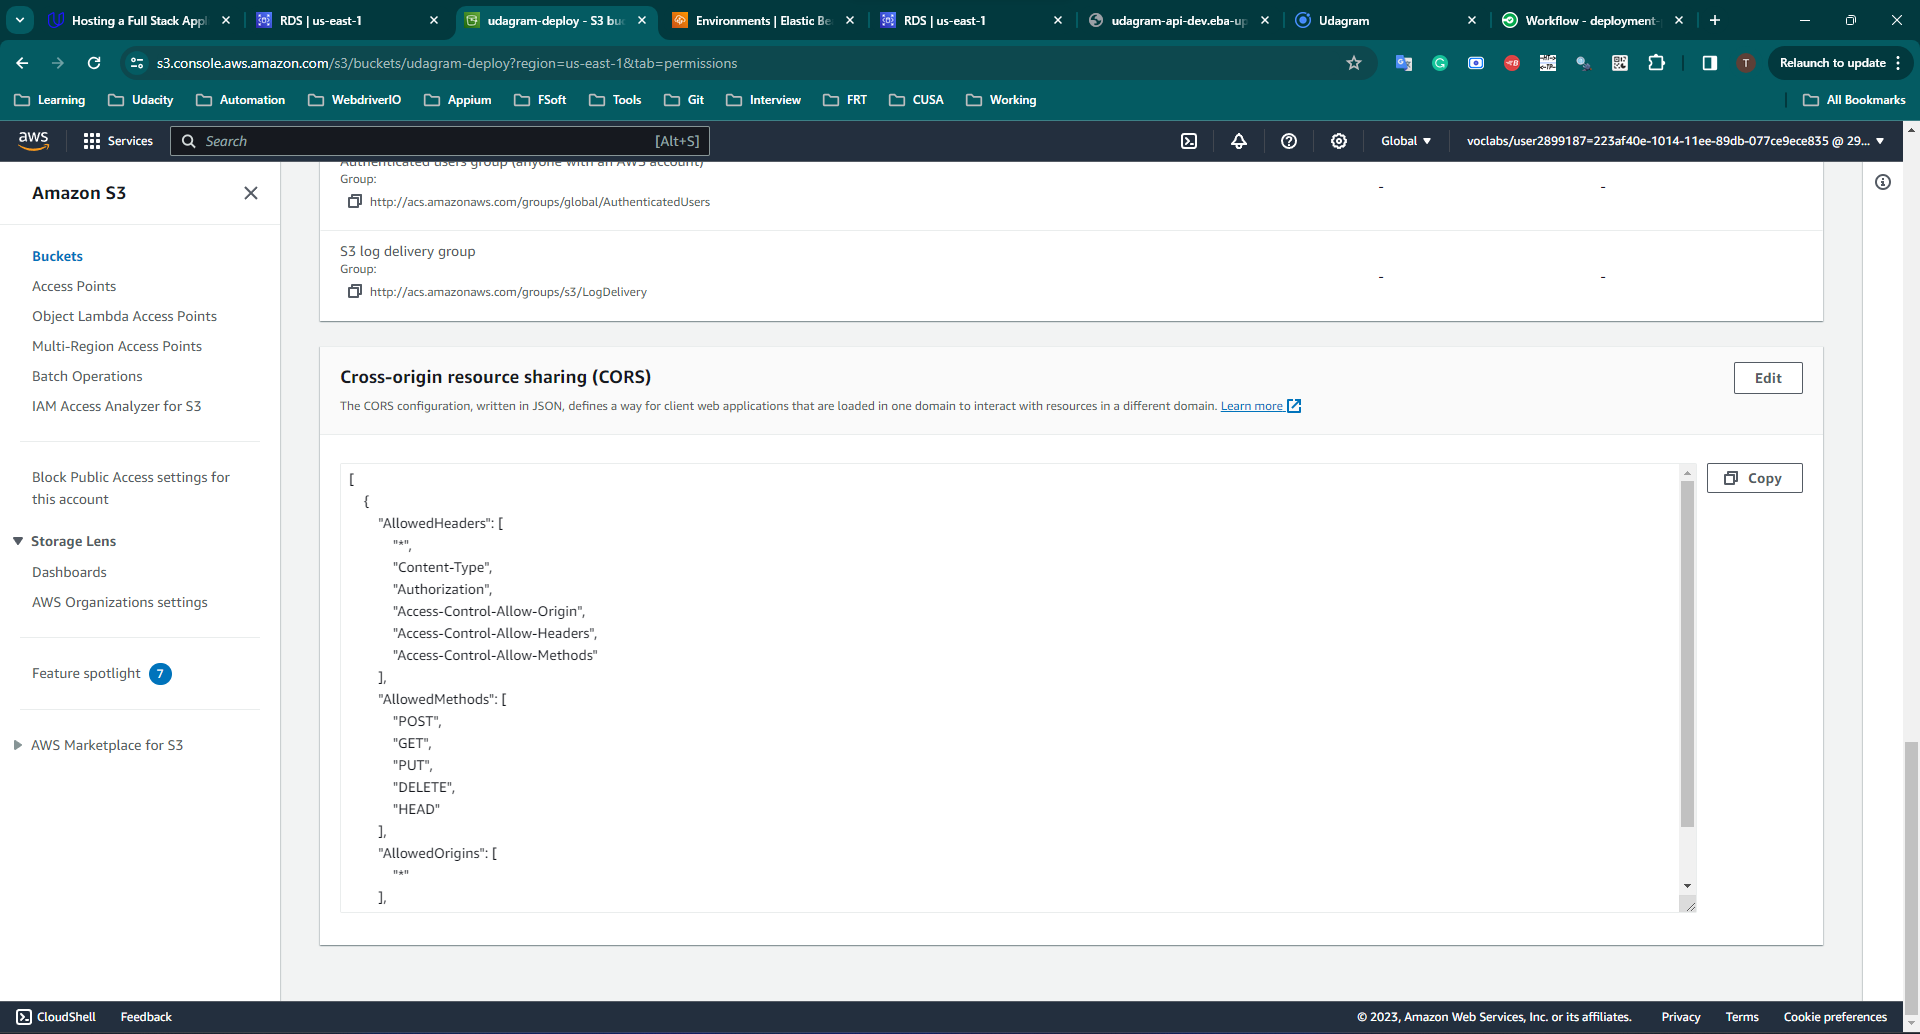 Hosting a Full Stack Appl
RDS | us-east-1
udagram-deploy - S3 buc
Environments | Elastic Be
RDS | us-east-1
udagram-api-dev.eba-up
Udagram
Workflow - deployment-
s3.console.aws.amazon.com/s3/buckets/udagram-deploy?region=us-east-1&tab=permissions
T
Relaunch to update
Learning
Udacity
Automation
WebdriverIO
Appium
FSoft
Tools
Git
Interview
FRT
CUSA
Working
All Bookmarks
aws
Services
Search
[Alt+S]
Global
voclabs/user2899187=223af40e-1014-11ee-89db-077ce9ece835 @ 29...
Amazon S3
Buckets
Access Points
Object Lambda Access Points
Multi-Region Access Points
Batch Operations
IAM Access Analyzer for S3
Block Public Access settings for
this account
Storage Lens
Dashboards
AWS Organizations settings
Feature spotlight 7
AWS Marketplace for S3
Authenticated users group (anyone with an AWS account)
Group:
http://acs.amazonaws.com/groups/global/AuthenticatedUsers
-
-
S3 log delivery group
Group:
http://acs.amazonaws.com/groups/s3/LogDelivery
-
-
Cross-origin resource sharing (CORS)
Edit
The CORS configuration, written in JSON, defines a way for client web applications that are loaded in one domain to interact with resources in a different domain. Learn more
Copy
[
{
"AllowedHeaders": [
"*",
"Content-Type",
"Authorization",
"Access-Control-Allow-Origin",
"Access-Control-Allow-Headers",
"Access-Control-Allow-Methods"
],
"AllowedMethods": [
"POST",
"GET",
"PUT",
"DELETE",
"HEAD"
],
"AllowedOrigins": [
"*"
],
CloudShell
Feedback
© 2023, Amazon Web Services, Inc. or its affiliates.
Privacy
Terms
Cookie preferences